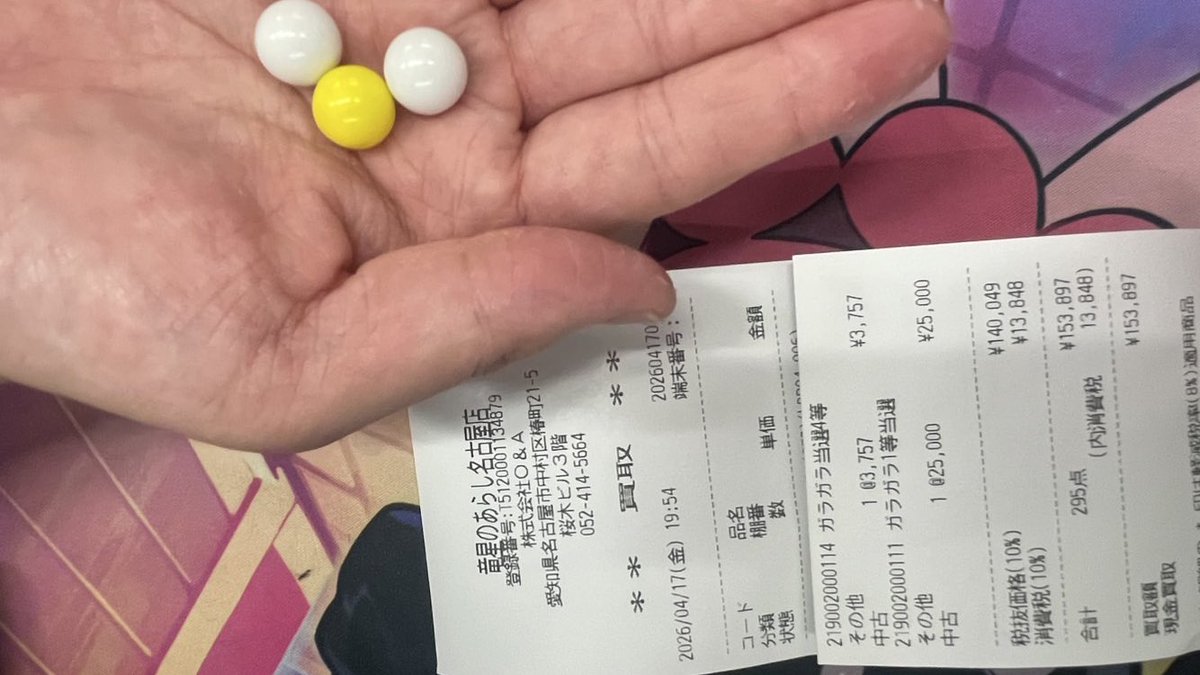 竜星のあらし名古屋店
登録番号:T5120001134879
株式会社O & A
愛知県名古屋市中村区椿町21-5
桜木ビル3階
052-414-5664
** 買取 **
2026/04/17(金) 19:54 202604170
端末番号:
コード 品名
分類 棚番 単価 金額
状態 数
219002000114 ガラガラ当選4等
その他 1 @3,757 ¥3,757
中古
219002000111 ガラガラ1等当選
その他 1 @25,000 ¥25,000
中古
税抜価格(10%) ¥140,049
消費税(10%) ¥13,848
合計 295点 ¥153,897
(内消費税 13,848)
買取額 ¥153,897
現金買取